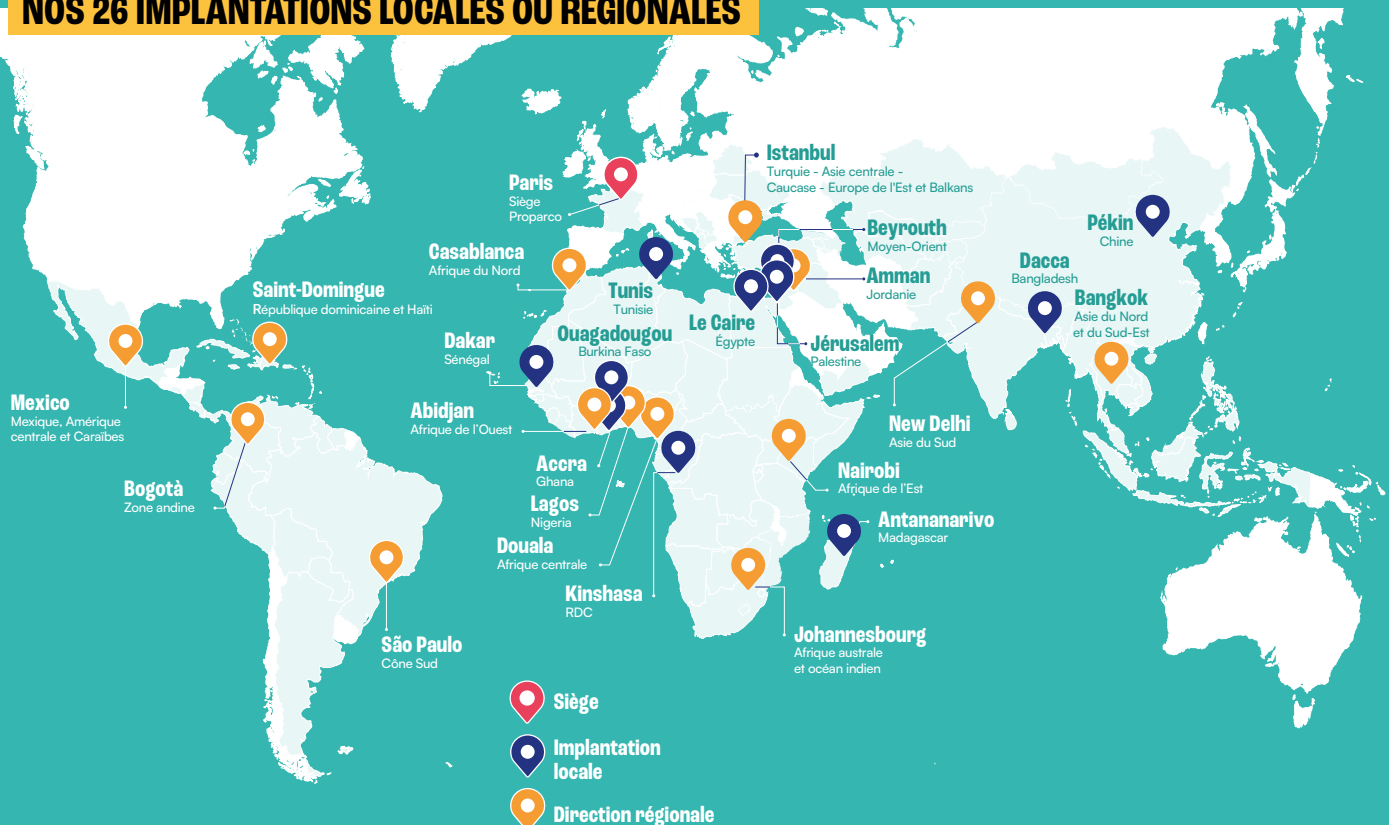 NOS 26 IMPLANTATIONS LOCALES OU RÉGIONALES
Istanbul
Turquie - Asie centrale -
Caucase - Europe de l'Est et Balkans
Paris
Siège
Proparco
Beyrouth
Moyen-Orient
Pékin
Chine
Casablanca
Afrique du Nord
Dacca
Bangladesh
Amman
Jordanie
Saint-Domingue
République dominicaine et Haïti
Tunis
Tunisie
Bangkok
Asie du Nord
et du Sud-Est
Le Caire
Égypte
Ouagadougou
Burkina Faso
Dakar
Sénégal
Jérusalem
Palestine
Mexico
Mexique, Amérique
centrale et Caraïbes
Abidjan
Afrique de l'Ouest
New Delhi
Asie du Sud
Accra
Ghana
Nairobi
Afrique de l'Est
Bogotà
Zone andine
Lagos
Nigeria
Antananarivo
Madagascar
Douala
Afrique centrale
Kinshasa
RDC
Johannesbourg
Afrique australe
et océan indien
São Paulo
Cône Sud
Siège
Implantation
locale
Direction régionale